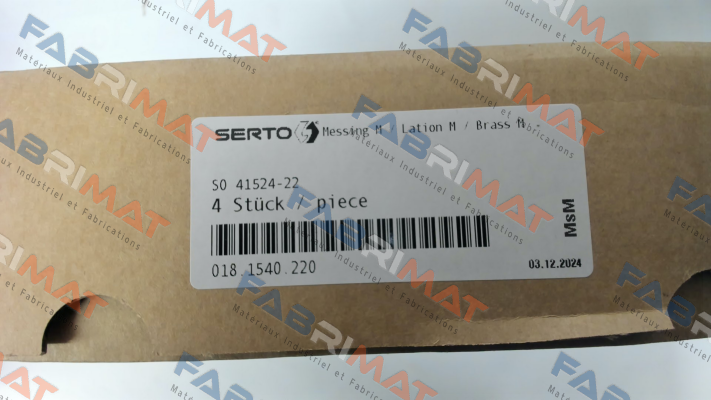 SERTO Messing M / Lation M / Brass M
SO 41524-22
4 Stück / piece
018.1540.220
03.12.2024
MsM
FABRIMAT
Materiaux Industriel et Fabrications